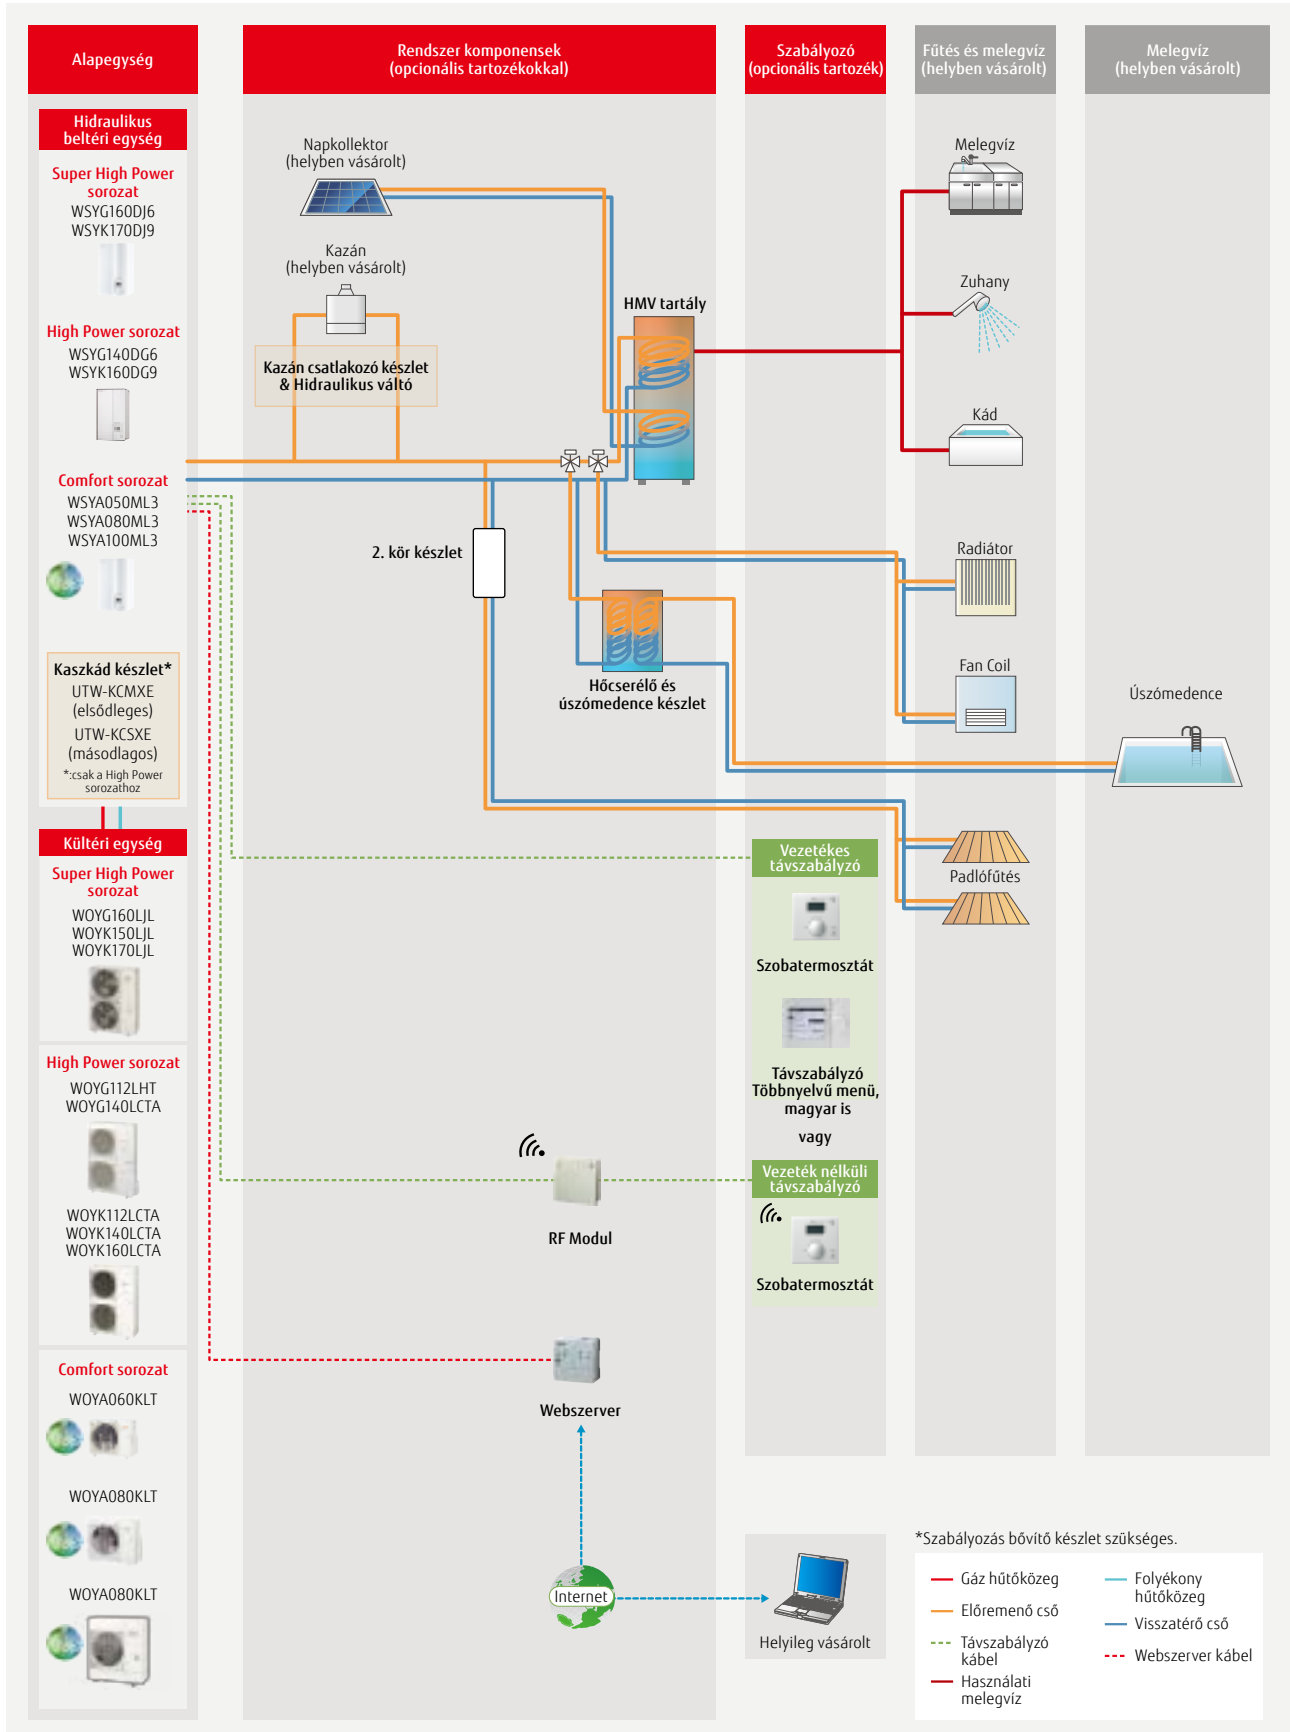 Alapegység
Rendszer komponensek
(opcionális tartozékokkal)
Szabályozó
(opcionális tartozék)
Fűtés és melegvíz
(helyben vásárolt)
Melegvíz
(helyben vásárolt)
Hidraulikus
beltéri egység
Super High Power
sorozat
WSYG160DJ6
WSYK170DJ9
High Power sorozat
WSYG140DG6
WSYK160DG9
Comfort sorozat
WSYA050ML3
WSYA080ML3
WSYA100ML3
Kaszkád készlet*
UTW-KCMXE
(elsődleges)
UTW-KCSXE
(másodlagos)
*:csak a High Power
sorozathoz
Kültéri egység
Super High Power
sorozat
WOYG160LJL
WOYK150LJL
WOYK170LJL
High Power sorozat
WOYG112LHT
WOYG140LCTA
WOYK112LCTA
WOYK140LCTA
WOYK160LCTA
Comfort sorozat
WOYA060KLT
WOYA080KLT
WOYA080KLT
Napkollektor
(helyben vásárolt)
Kazán
(helyben vásárolt)
Kazán csatlakozó készlet
& Hidraulikus váltó
HMV tartály
2. kör készlet
Hőcserélő és
úszómedence készlet
RF Modul
Webszerver
Internet
Vezetékes
távszabályzó
Szobatermosztát
Távszabályzó
Többnyelvű menü,
magyar is
vagy
Vezeték nélküli
távszabályzó
Szobatermosztát
Helyileg vásárolt
Melegvíz
Zuhany
Kád
Radiátor
Fan Coil
Padlófűtés
Úszómedence
*Szabályozás bővítő készlet szükséges.
Gáz hűtőközeg
Előremenő cső
Távszabályzó
kábel
Használati
melegvíz
Folyékony
hűtőközeg
Visszatérő cső
Webszerver kábel